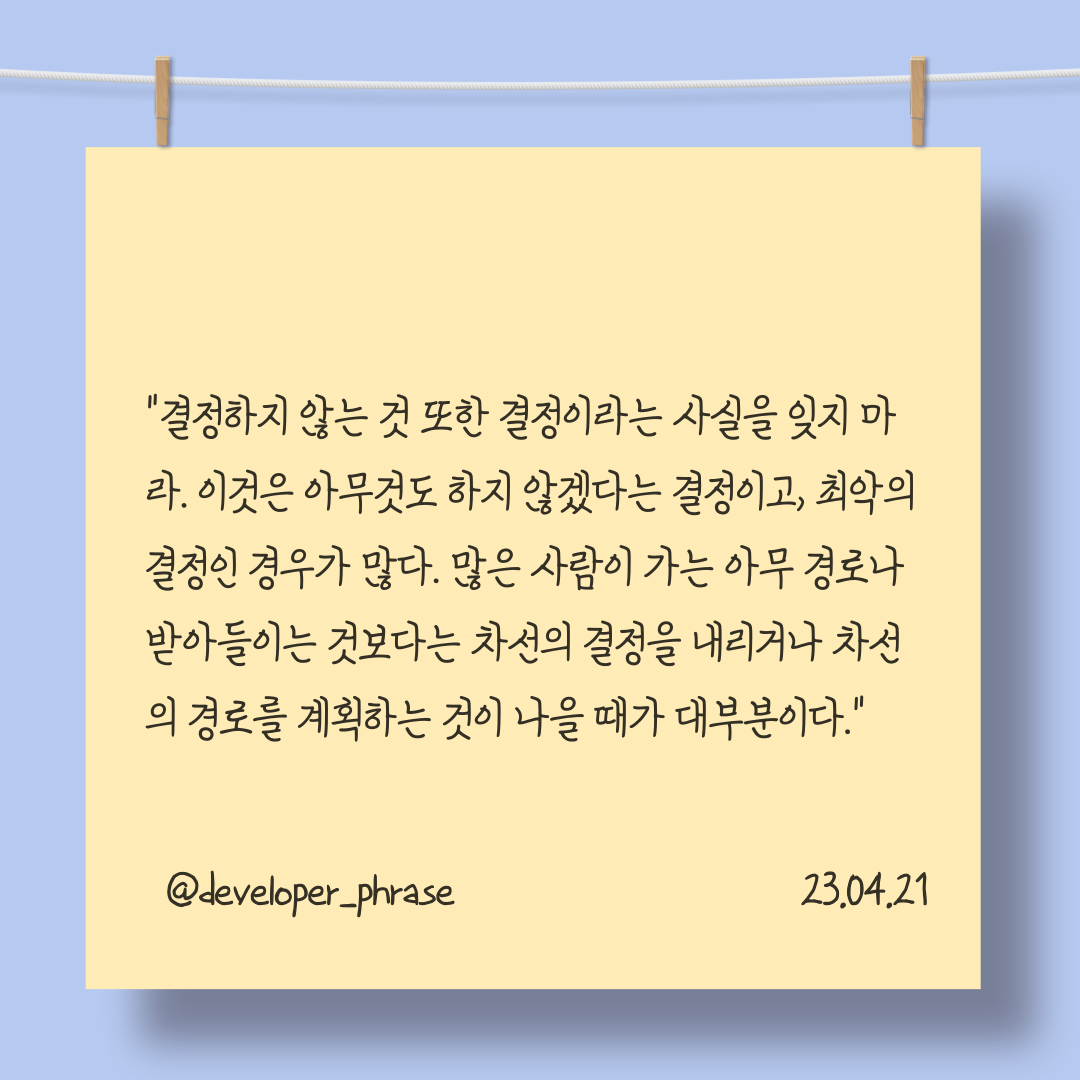 "결정하지 않는 것 또한 결정이라는 사실을 잊지 마
라. 이것은 아무것도 하지 않겠다는 결정이고, 최악의
결정인 경우가 많다. 많은 사람이 가는 아무 경로나
받아들이는 것보다는 차선의 결정을 내리거나 차선
의 경로를 계획하는 것이 나을 때가 대부분이다."
@developer_phrase 23.04.21